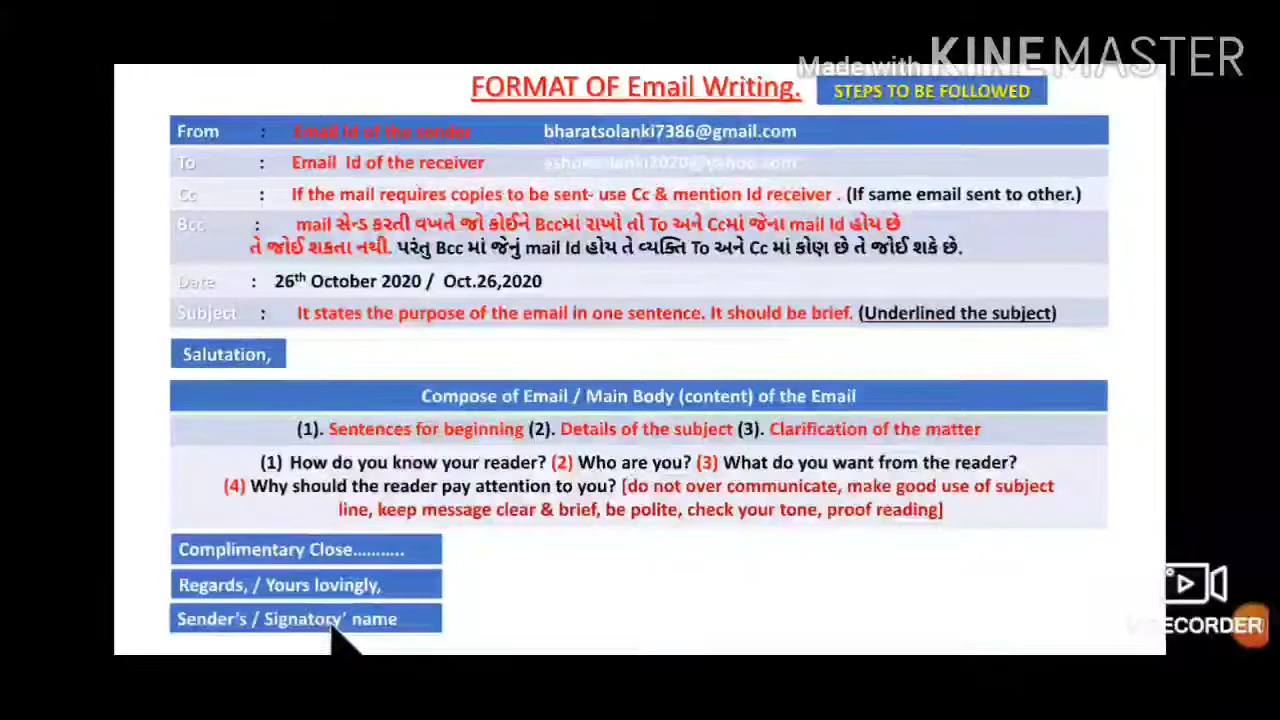 Made with KINEMASTER
FORMAT OF Email Writing.
STEPS TO BE FOLLOWED
From : Email Id of the sender bharatsolanki7386@gmail.com
To : Email Id of the receiver
Cc : If the mail requires copies to be sent- use Cc & mention Id receiver . (If same email sent to other.)
Bcc : mail સેન્ડ કરતી વખતે જો કોઈને Bccમાં રાખો તો To અને Ccમાં જેના mail Id હોય છે
તે જોઈ શકતા નથી. પરંતુ Bcc માં જેનું mail Id હોય તે વ્યક્તિ To અને Cc માં કોણ છે તે જોઈ શકે છે.
Date : 26th October 2020 / Oct.26,2020
Subject : It states the purpose of the email in one sentence. It should be brief. (Underlined the subject)
Salutation,
Compose of Email / Main Body (content) of the Email
(1). Sentences for beginning (2). Details of the subject (3). Clarification of the matter
(1) How do you know your reader? (2) Who are you? (3) What do you want from the reader?
(4) Why should the reader pay attention to you? [do not over communicate, make good use of subject
line, keep message clear & brief, be polite, check your tone, proof reading]
Complimentary Close...........
Regards, / Yours lovingly,
Sender's / Signatory' name
ECORDER